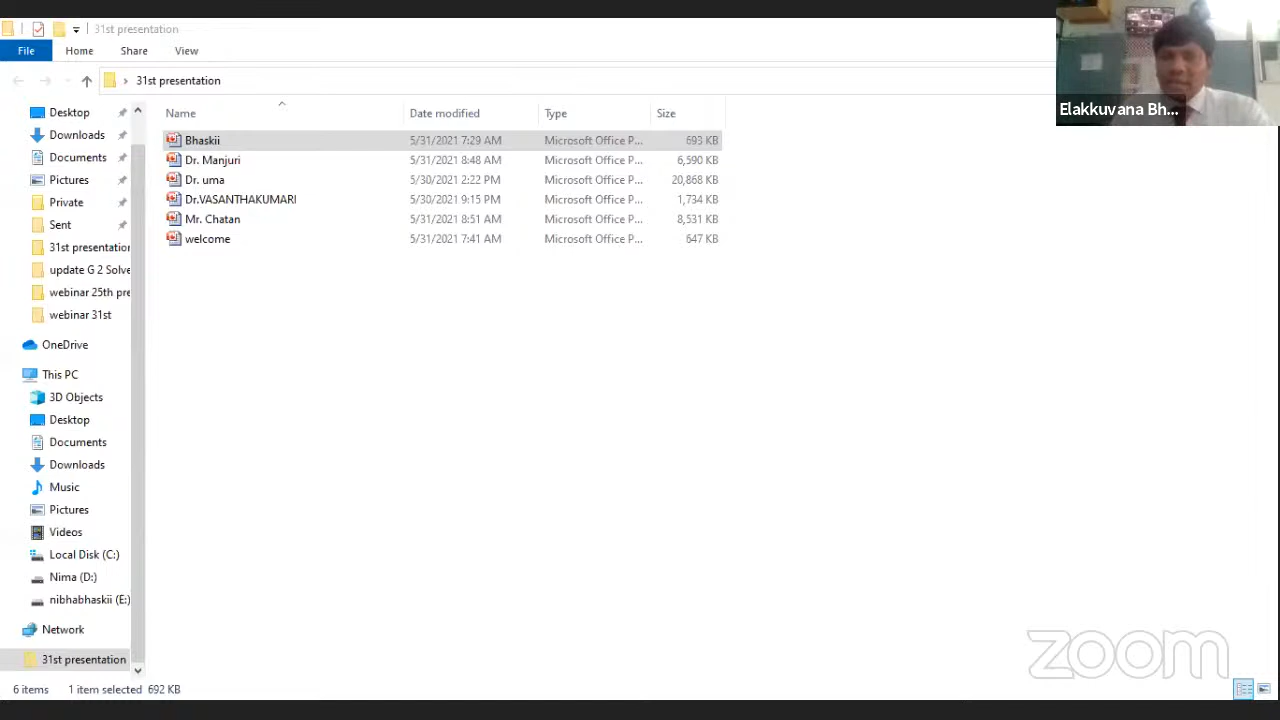 31st presentation
File Home Share View
31st presentation
Name Date modified Type Size
Bhaskii 5/31/2021 7:29 AM Microsoft Office P... 693 KB
Dr. Manjuri 5/31/2021 8:48 AM Microsoft Office P... 6,590 KB
Dr. uma 5/30/2021 2:22 PM Microsoft Office P... 20,868 KB
Dr.VASANTHAKUMARI 5/30/2021 9:15 PM Microsoft Office P... 1,734 KB
Mr. Chatan 5/31/2021 8:51 AM Microsoft Office P... 8,531 KB
welcome 5/31/2021 7:41 AM Microsoft Office P... 647 KB
Desktop
Downloads
Documents
Pictures
Private
Sent
31st presentation
update G 2 Solve
webinar 25th pre
webinar 31st
OneDrive
This PC
3D Objects
Desktop
Documents
Downloads
Music
Pictures
Videos
Local Disk (C:)
Nima (D:)
nibhabhaskii (E:)
Network
31st presentation
6 items 1 item selected 692 KB
Elakkuvana Bh...
zoom